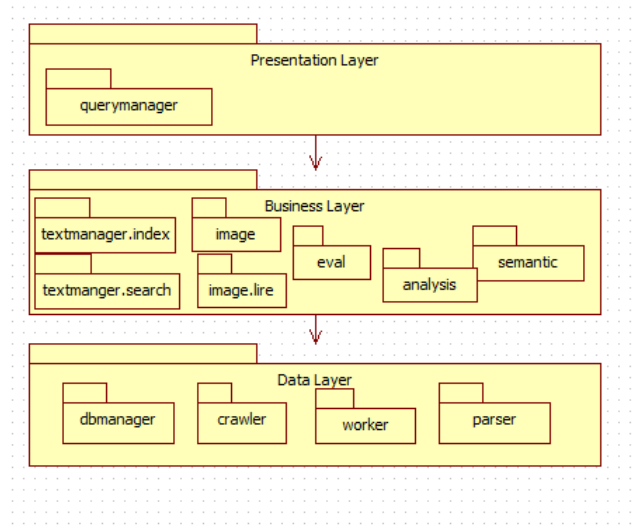 Presentation Layer
querymanager
Business Layer
textmanager.index
image
eval
semantic
textmanger.search
image.lire
analysis
Data Layer
dbmanager
crawler
worker
parser